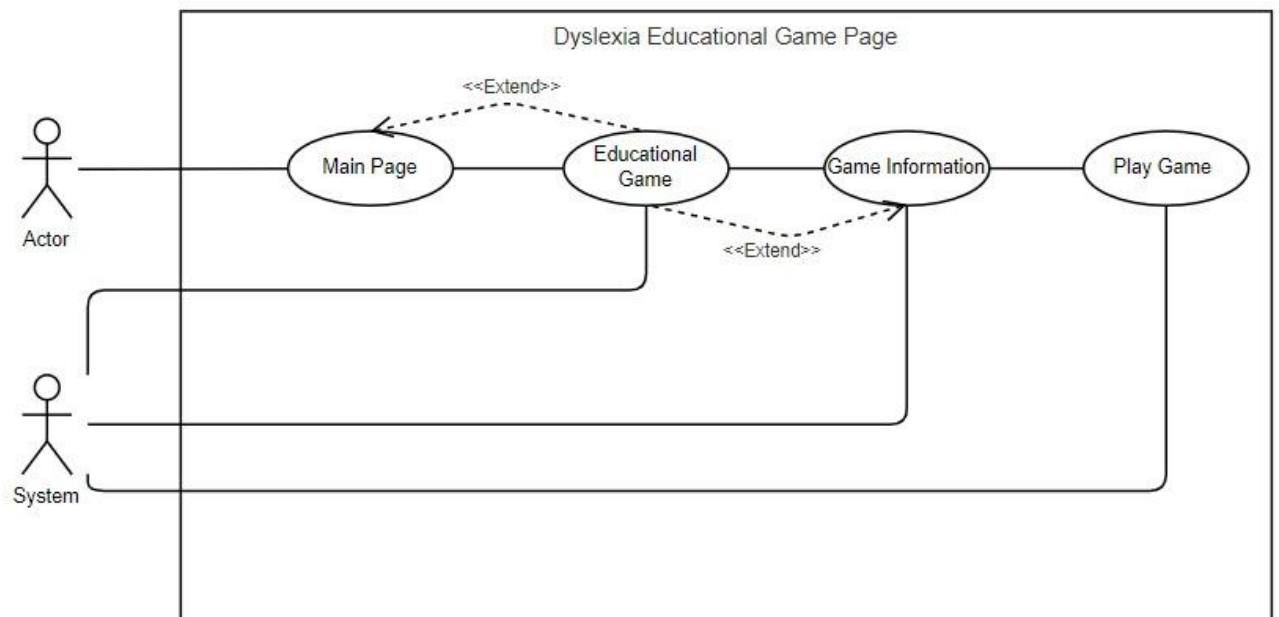 Dyslexia Educational Game Page
<<Extend>>
Main Page
Educational
Game
Game Information
Play Game
Actor
<<Extend>>
System